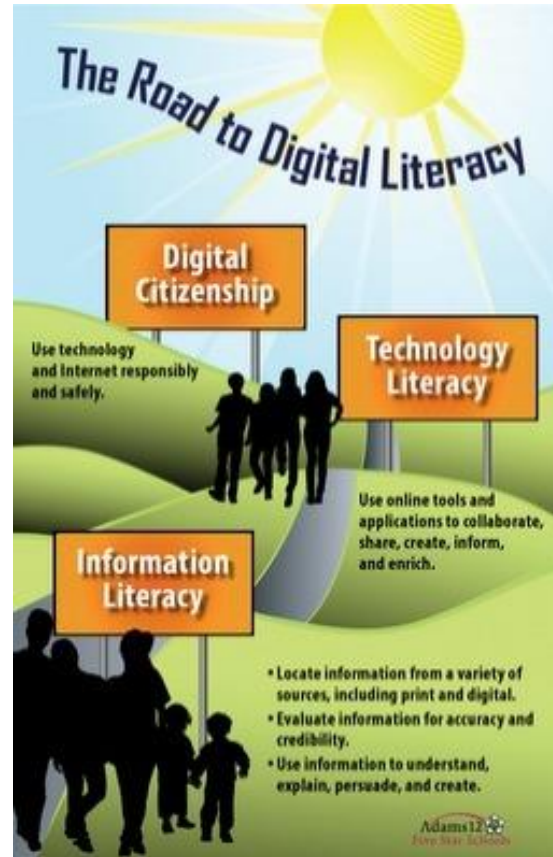 The Road to Digital Literacy
Digital
Citizenship
Use technology
and Internet responsibly
and safely.
Technology
Literacy
Use online tools and
applications to collaborate,
share, create, inform,
and enrich.
Information
Literacy
• Locate information from a variety of
sources, including print and digital.
• Evaluate information for accuracy and
credibility.
• Use information to understand,
explain, persuade, and create.
Adams12
Five Star Schools